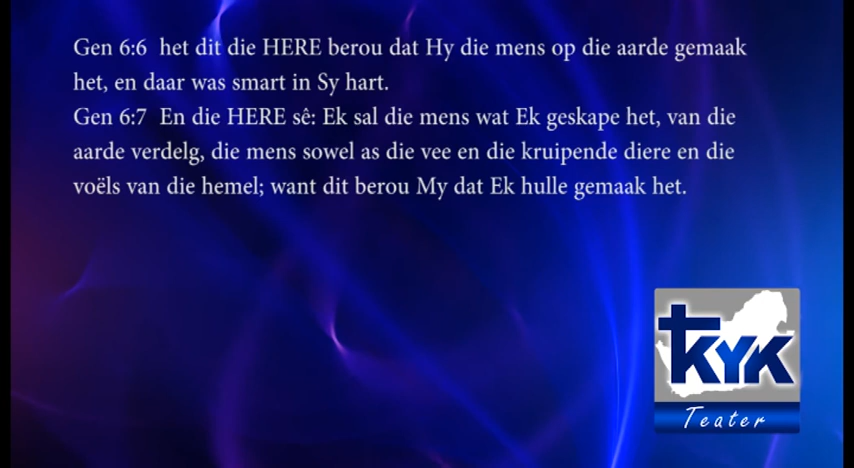 Gen 6:6  het dit die HERE berou dat Hy die mens op die aarde gemaak
het, en daar was smart in Sy hart.
Gen 6:7  En die HERE sê: Ek sal die mens wat Ek geskape het, van die
aarde verdelg, die mens sowel as die vee en die kruipende diere en die
voëls van die hemel; want dit berou My dat Ek hulle gemaak het.
KYK
Teater